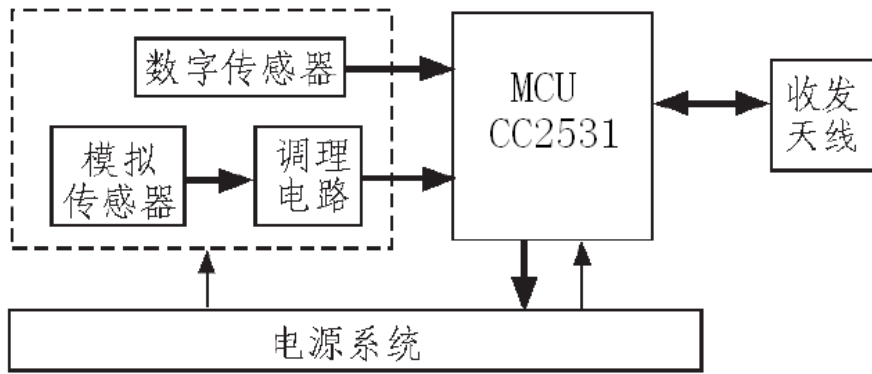 数字传感器
MCU
CC2531
收发
天线
模拟
传感器
调理
电路
电源系统